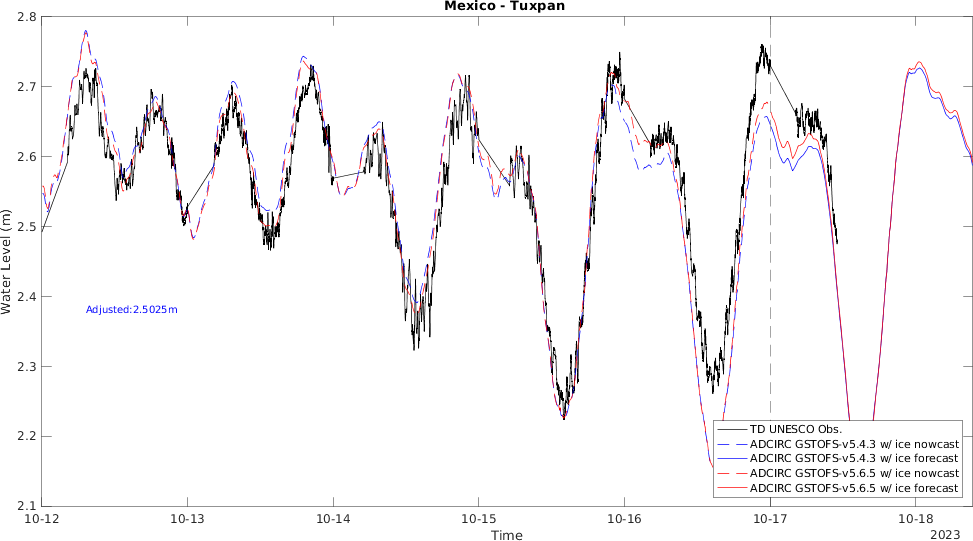 Mexico - Tuxpan
2.8
2.7
2.6
2.5
2.4
2.3
2.2
2.1
Water Level (m)
Adjusted:2.5025m
TD UNESCO Obs.
ADCIRC GSTOFS-v5.4.3 w/ ice nowcast
ADCIRC GSTOFS-v5.4.3 w/ ice forecast
ADCIRC GSTOFS-v5.6.5 w/ ice nowcast
ADCIRC GSTOFS-v5.6.5 w/ ice forecast
10-12 10-13 10-14 10-15 10-16 10-17 10-18
Time
2023